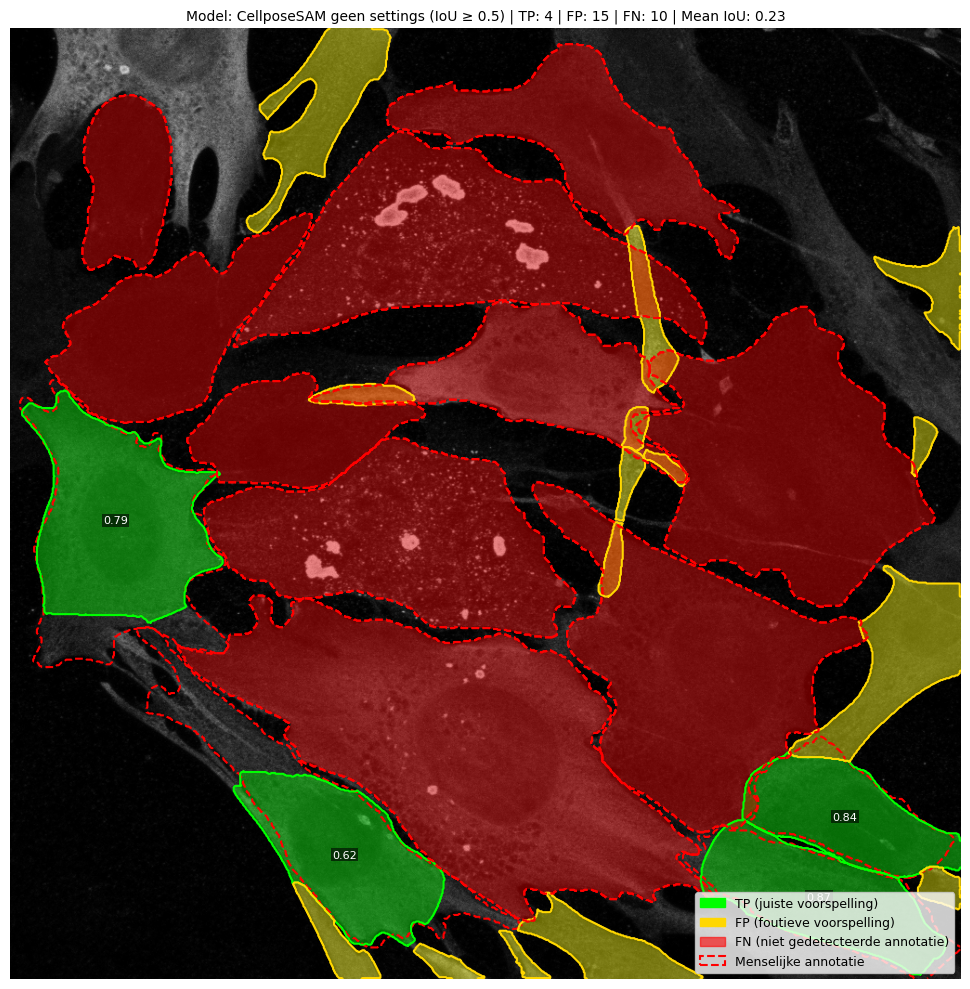 Model: CellposeSAM geen settings (IoU ≥ 0.5) | TP: 4 | FP: 15 | FN: 10 | Mean IoU: 0.23
0.79
0.84
0.62
TP (juiste voorspelling)
FP (foutieve voorspelling)
FN (niet gedetecteerde annotatie)
Menselijke annotatie